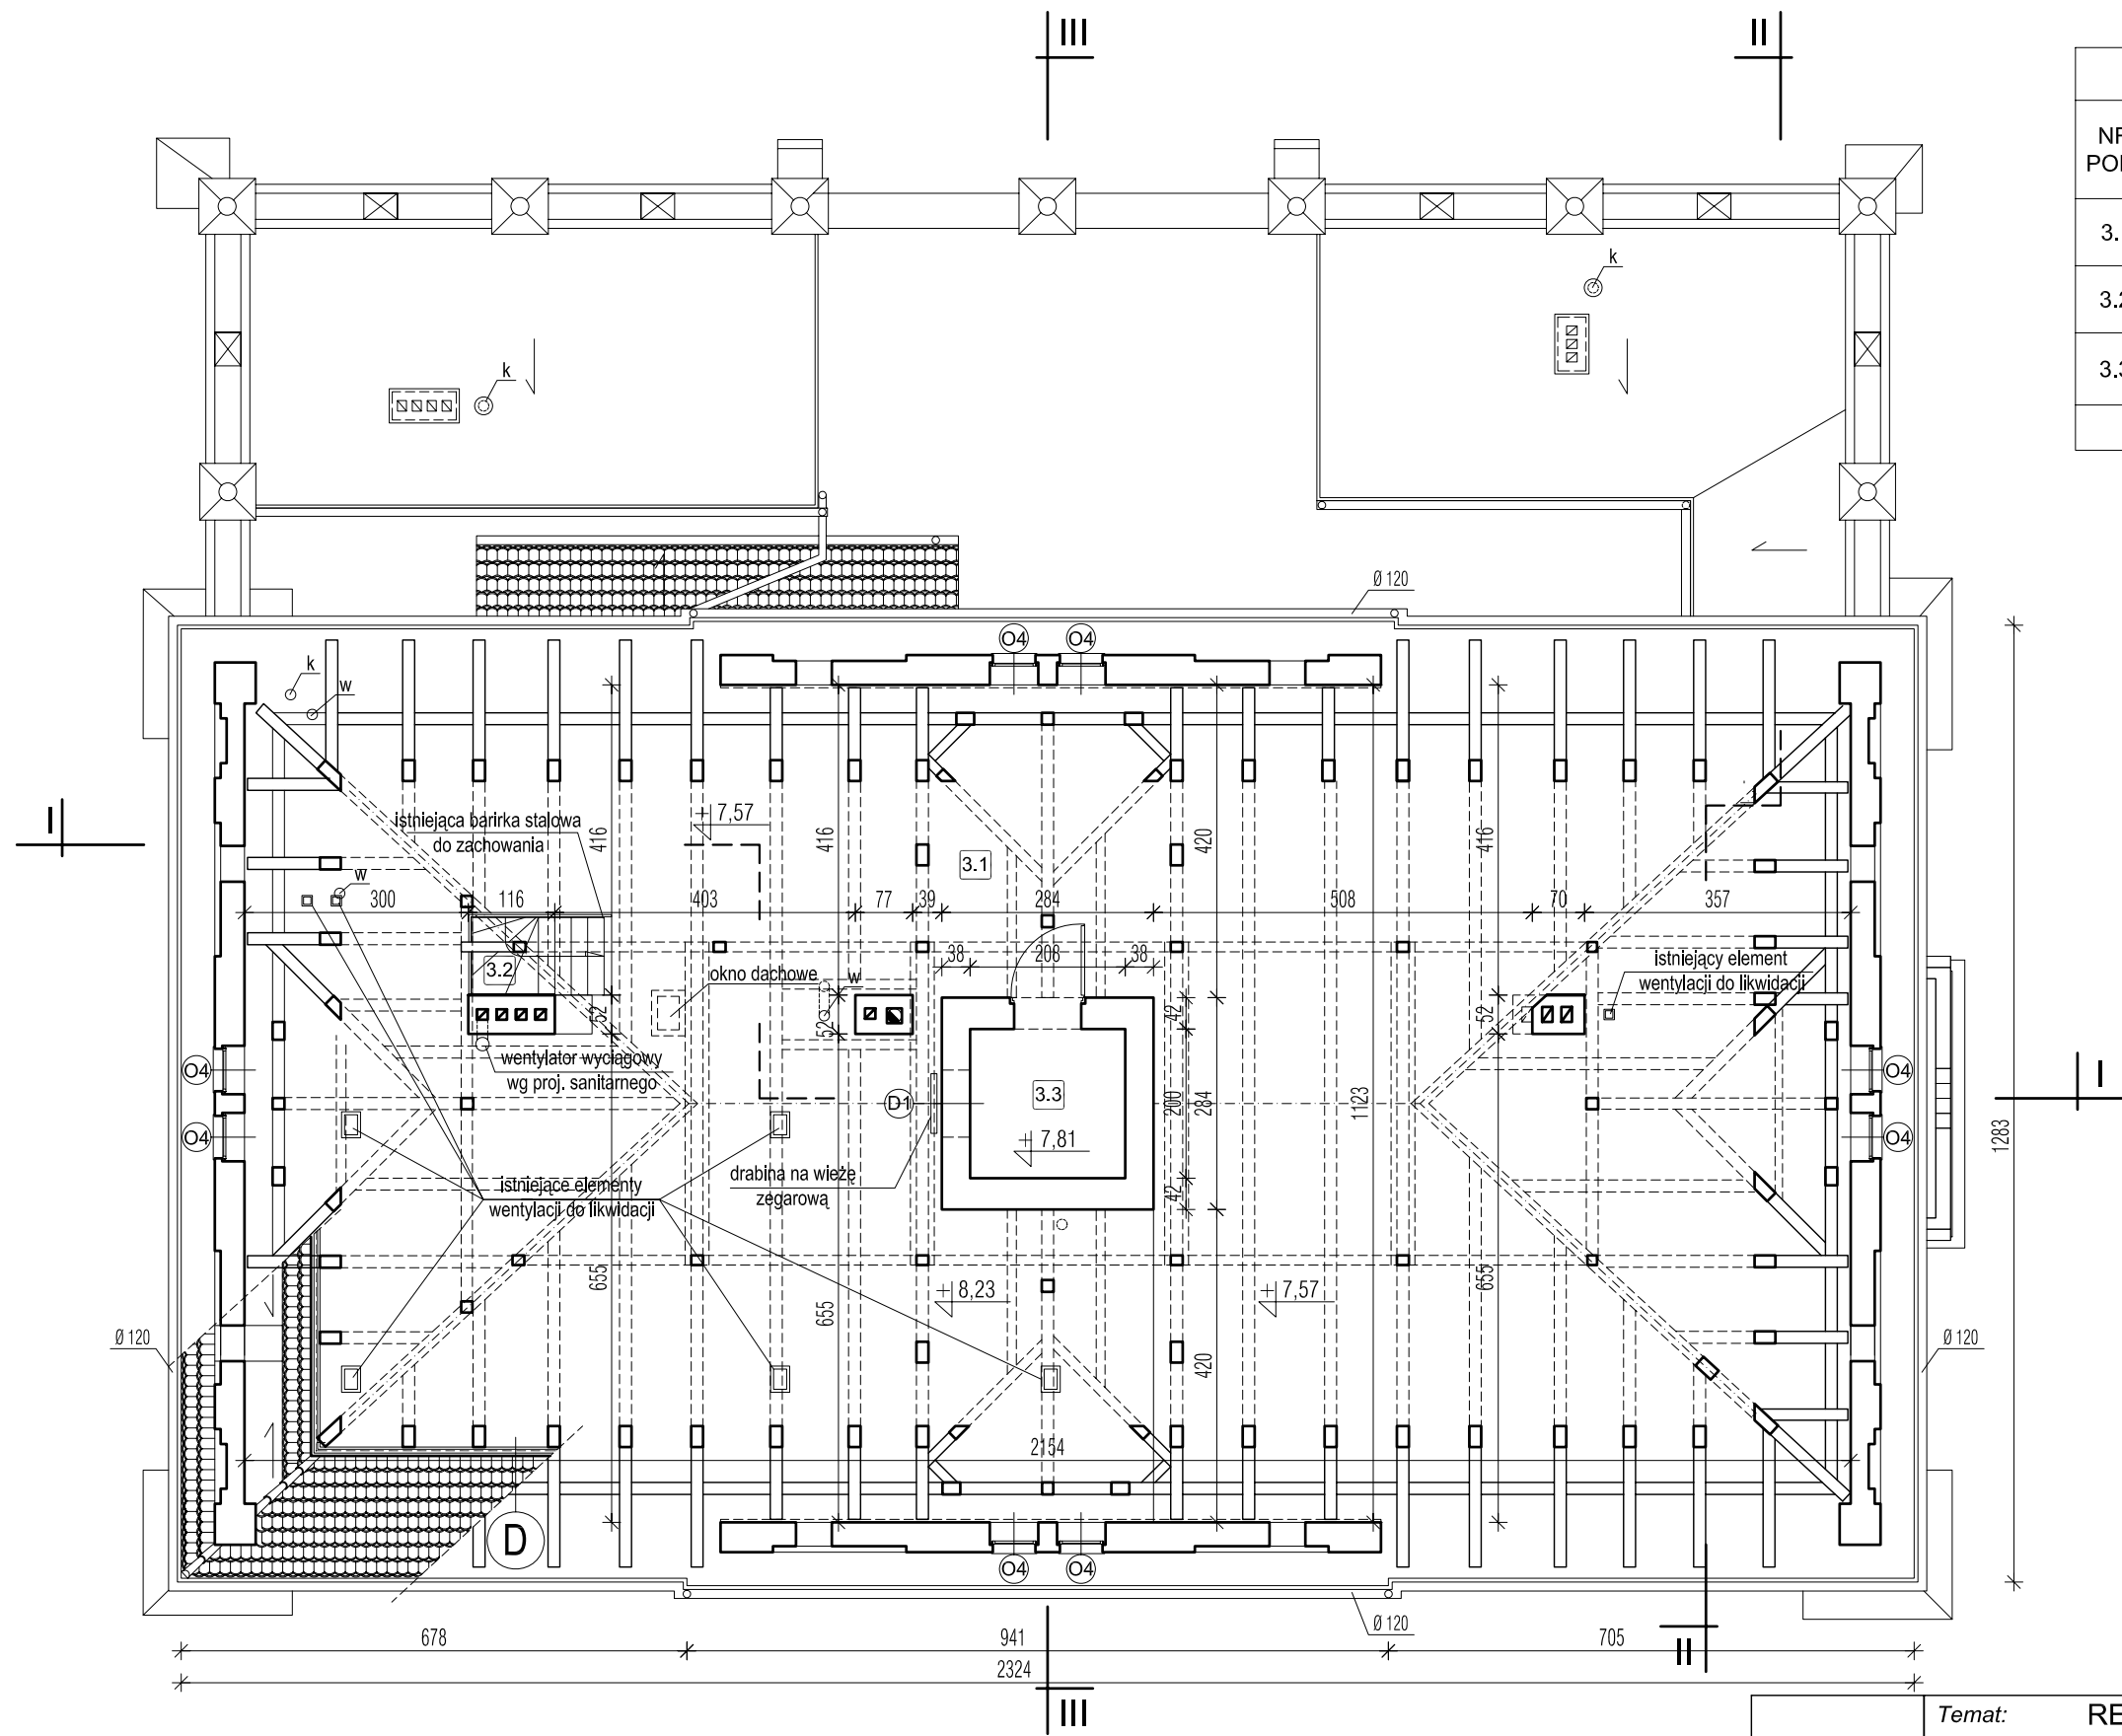 III
II
NR
POM
3.1
3.2
3.3
k
k
Ø 120
O4
O4
k
w
I
istniejąca barirka stalowa
do zachowania
+ 7,57
416
416
420
416
3.1
w
300
116
403
77
39
284
508
70
357
38
208
38
3.2
okno dachowe
w
istniejący element
wentylacji do likwidacji
52
52
42
52
wentylator wyciągowy
wg proj. sanitarnego
O4
O4
D1
3.3
200
284
1123
I
O4
O4
1283
+ 7,81
drabina na wieżę
zegarową
istniejące elementy
wentylacji do likwidacji
42
655
655
+ 8,23
+ 7,57
655
Ø 120
Ø 120
420
2154
D
O4
O4
Ø 120
678
941
705
II
2324
III
Temat:
RE